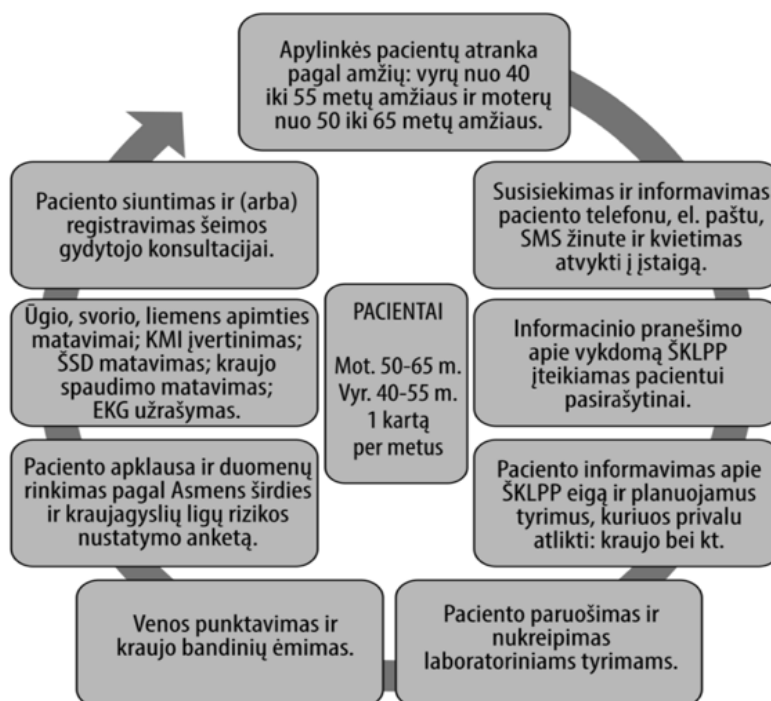 Apylinkės pacientų atranka
pagal amžių: vyrų nuo 40
iki 55 metų amžiaus ir moterų
nuo 50 iki 65 metų amžiaus.
Susisiekimas ir informavimas
paciento telefonu, el. paštu,
SMS žinute ir kvietimas
atvykti į įstaigą.
Informacinio pranešimo
apie vykdomą ŠKLPP
įteikiamas pacientui
pasirašytinai.
Paciento informavimas apie
ŠKLPP eigą ir planuojamus
tyrimus, kuriuos privalu
atlikti: kraujo bei kt.
Paciento paruošimas ir
nukreipimas
laboratoriniams tyrimams.
Venos punktavimas ir
kraujo bandinių ėmimas.
Paciento apklausa ir duomenų
rinkimas pagal Asmens širdies
ir kraujagyslių ligų rizikos
nustatymo anketą.
Ūgio, svorio, liemens apimties
matavimai; KMI įvertinimas;
ŠSD matavimas; kraujo
spaudimo matavimas;
EKG užrašymas.
Paciento siuntimas ir (arba)
registravimas šeimos
gydytojo konsultacijai.
PACIENTAI
Mot. 50-65 m.
Vyr. 40-55 m.
1 kartą
per metus